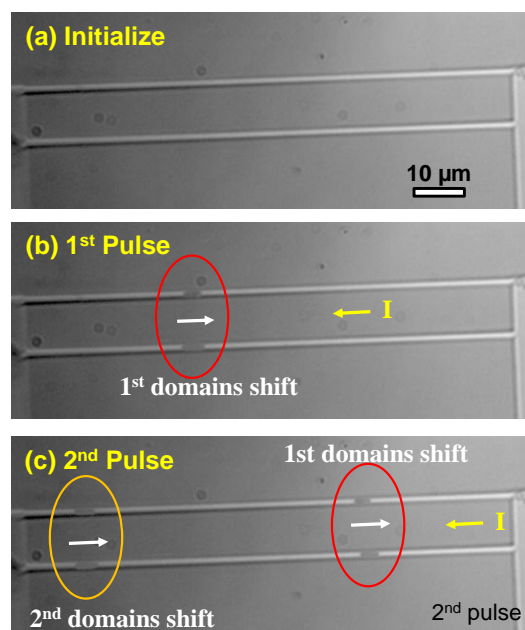 (a) Initialize
10 µm
(b) 1st Pulse
I
1st domains shift
(c) 2nd Pulse
1st domains shift
I
2nd domains shift
2nd pulse